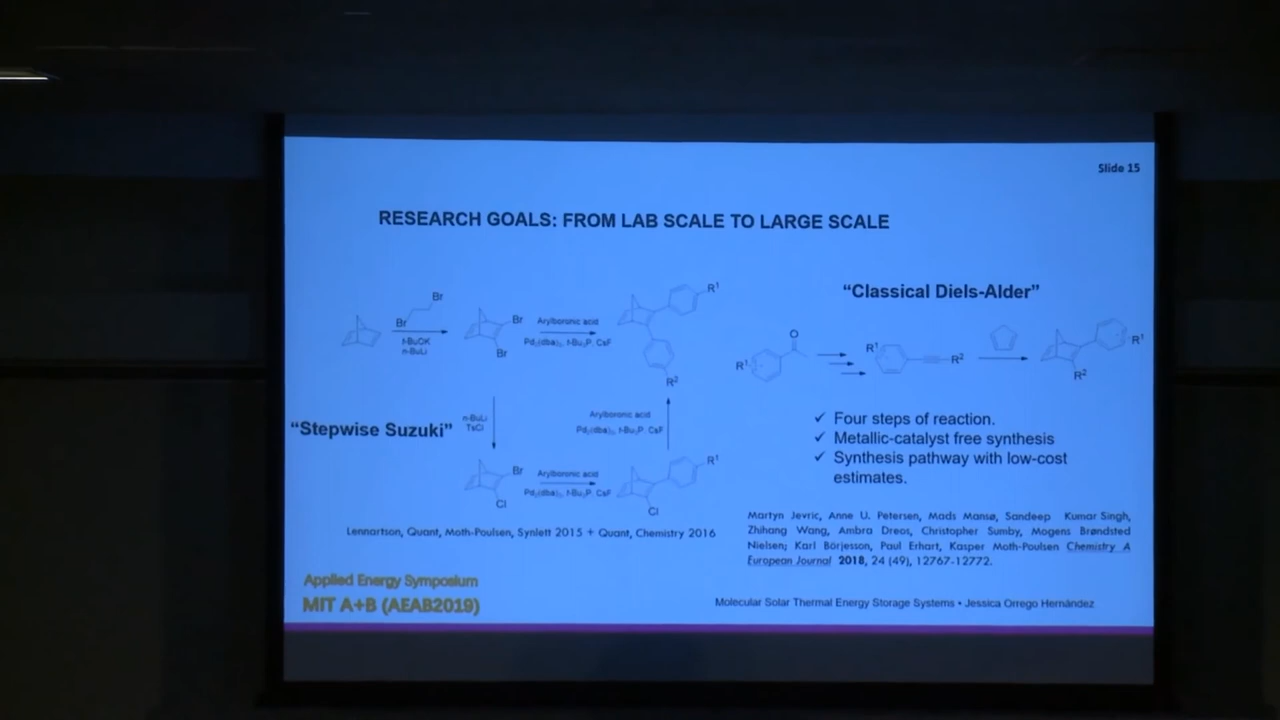 Slide 15
RESEARCH GOALS: FROM LAB SCALE TO LARGE SCALE
"Classical Diels-Alder"
Br
Br
t-BuOK
n-BuLi
Br
Br
Arylboronic acid
Pd₂(dba)₃, t-Bu₃P, CsF
R¹
R²
O
R¹
R¹
R²
R¹
R²
"Stepwise Suzuki"
n-BuLi
TsCl
Arylboronic acid
Pd₂(dba)₃, t-Bu₃P, CsF
Br
Cl
Arylboronic acid
Pd₂(dba)₃, t-Bu₃P, CsF
R¹
Cl
✓ Four steps of reaction.
✓ Metallic-catalyst free synthesis
✓ Synthesis pathway with low-cost
estimates.
Lennartson, Quant, Moth-Poulsen, Synlett 2015 + Quant, Chemistry 2016
Martyn Jevric, Anne U. Petersen, Mads Mansø, Sandeep Kumar Singh,
Zhihang Wang, Ambra Dreos, Christopher Sumby, Mogens Brøndsted
Nielsen; Karl Börjesson, Paul Erhart, Kasper Moth-Poulsen Chemistry A
European Journal 2018, 24 (49), 12767-12772.
Applied Energy Symposium
MIT A+B (AEAB2019)
Molecular Solar Thermal Energy Storage Systems • Jessica Orrego Hernández